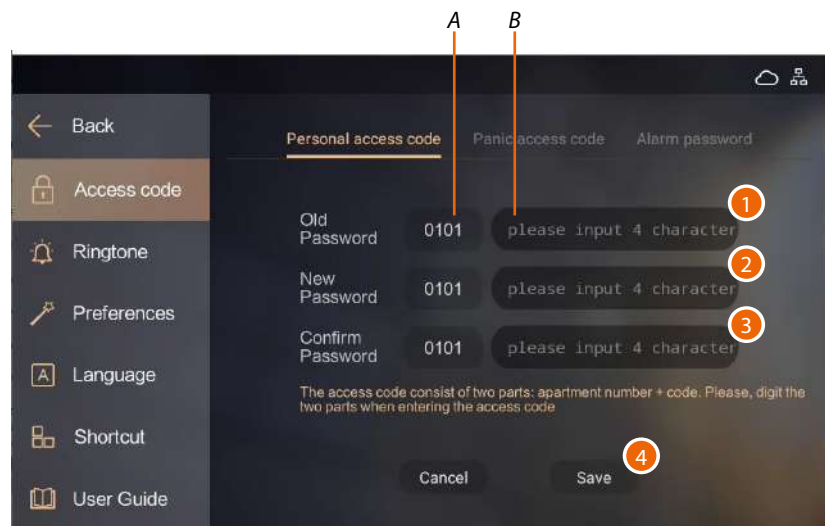 A B
Back
Personal access code Panic access code Alarm password
Access code
1
Old
Password 0101 please input 4 character
Ringtone
2
New
Password 0101 please input 4 character
Preferences
3
Confirm
Password 0101 please input 4 character
Language
The access code consist of two parts: apartment number + code. Please, digit the
two parts when entering the access code
Shortcut
4
Cancel Save
User Guide